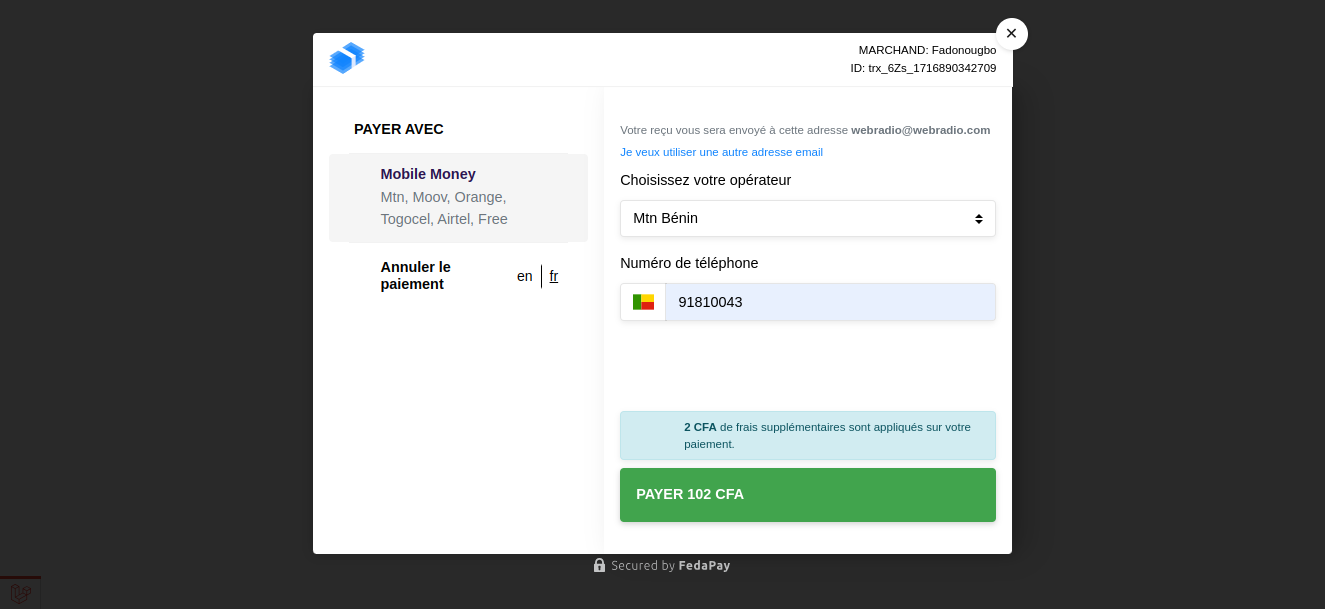 MARCHAND: Fadonougbo
ID: trx_6Zs_1716890342709
PAYER AVEC
Mobile Money
Mtn, Moov, Orange,
Togocel, Airtel, Free
Annuler le
paiement
en | fr
Votre reçu vous sera envoyé à cette adresse webradio@webradio.com
Je veux utiliser une autre adresse email
Choisissez votre opérateur
Mtn Bénin
Numéro de téléphone
91810043
2 CFA de frais supplémentaires sont appliqués sur votre
paiement.
PAYER 102 CFA
Secured by FedaPay